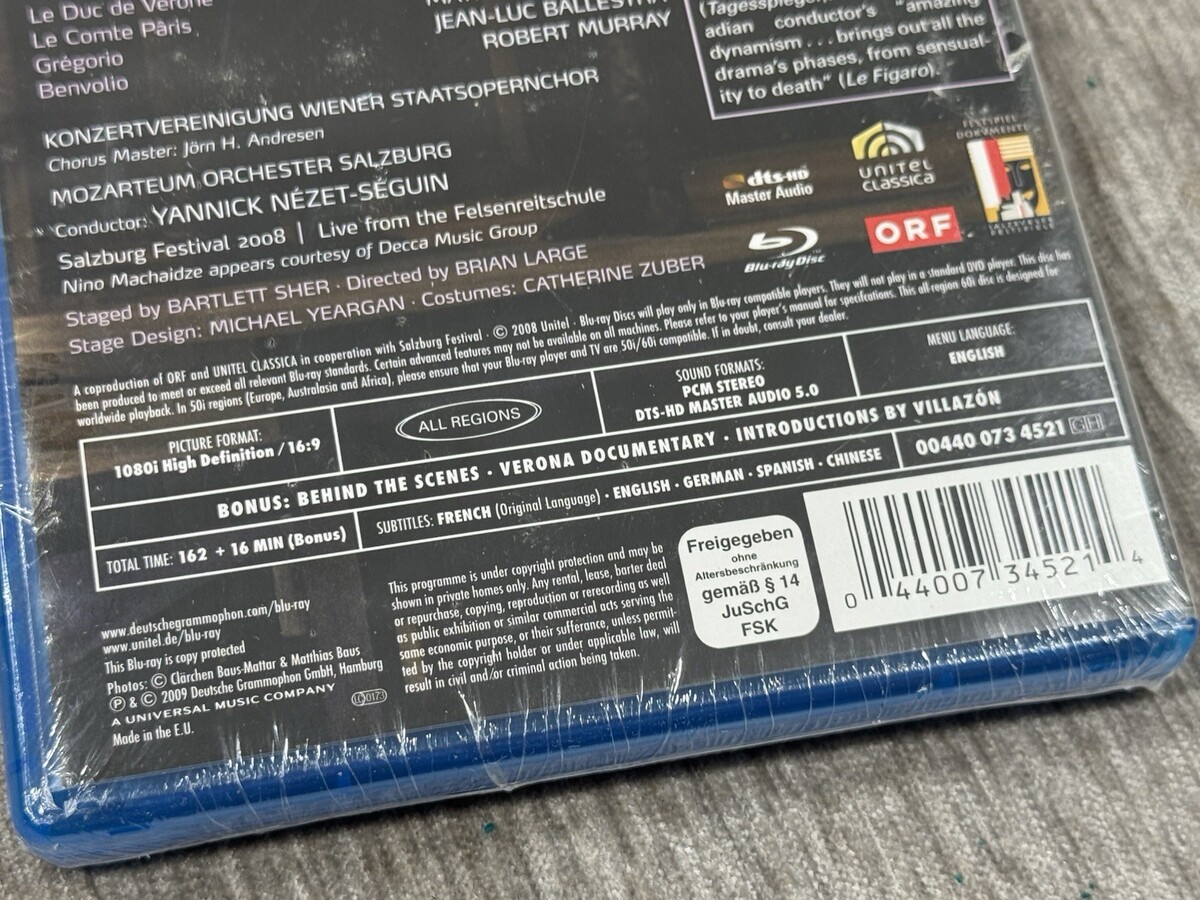 Le Duc de Vérone
Le Comte Pâris
Grégorio
Benvolio
JEAN-LUC BALLESTRA
ROBERT MURRAY
(Tagesspiegel
adian conductor's "amazing
dynamism ... brings out all the
drama's phases, from sensual-
ity to death" (Le Figaro).
KONZERTVEREINIGUNG WIENER STAATSOPERNCHOR
Chorus Master: Jörn H. Andresen
MOZARTEUM ORCHESTER SALZBURG
Conductor: YANNICK NÉZET-SÉGUIN
Salzburg Festival 2008 | Live from the Felsenreitschule
Nino Machaidze appears courtesy of Decca Music Group
Staged by BARTLETT SHER · Directed by BRIAN LARGE
Stage Design: MICHAEL YEARGAN · Costumes: CATHERINE ZUBER
dts-HD
Master Audio
UNITEL
CLASSICA
FESTSPIEL
DOKUMENTE
SALZBURGER
FESTSPIELE
Blu-ray Disc
ORF
A coproduction of ORF and UNITEL CLASSICA in cooperation with Salzburg Festival · © 2008 Unitel · Blu-ray Discs will play only in Blu-ray compatible players. They will not play in a standard DVD player. This disc has
been produced to meet or exceed all relevant Blu-ray standards. Certain advanced features may not be available on all machines. Please refer to your player's manual for specifications. This all-region 60i disc is designed for
worldwide playback. In 50i regions (Europe, Australasia and Africa), please ensure that your Blu-ray player and TV are 50i/60i compatible. If in doubt, consult your dealer.
PICTURE FORMAT:
1080i High Definition / 16:9
ALL REGIONS
SOUND FORMATS:
PCM STEREO
DTS-HD MASTER AUDIO 5.0
MENU LANGUAGE:
ENGLISH
BONUS: BEHIND THE SCENES · VERONA DOCUMENTARY · INTRODUCTIONS BY VILLAZÓN
TOTAL TIME: 162 + 16 MIN (Bonus)
SUBTITLES: FRENCH (Original Language) · ENGLISH · GERMAN · SPANISH · CHINESE
00440 073 4521 GH
www.deutschegrammophon.com/blu-ray
www.unitel.de/blu-ray
This Blu-ray is copy protected
Photos: © Clärchen Baus-Mattar & Matthias Baus
℗ & © 2009 Deutsche Grammophon GmbH, Hamburg
A UNIVERSAL MUSIC COMPANY
LC 0173
Made in the E.U.
This programme is under copyright protection and may be
shown in private homes only. Any rental, lease, barter deal
or repurchase, copying, reproduction or rerecording as well
as public exhibition or similar commercial acts serving the
same economic purpose, or their sufferance, unless permit-
ted by the copyright holder or under applicable law, will
result in civil and/or criminal action being taken.
Freigegeben
ohne
Altersbeschränkung
gemäß § 14
JuSchG
FSK
0 44007 34521 4